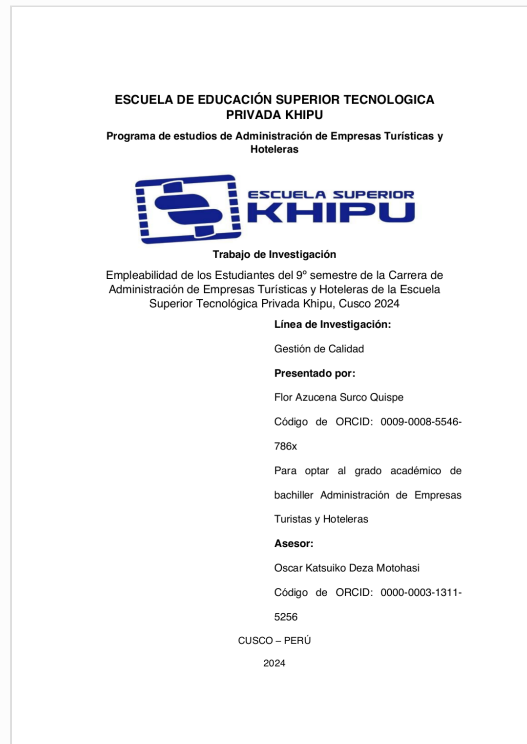 ESCUELA DE EDUCACIÓN SUPERIOR TECNOLOGICA
PRIVADA KHIPU
Programa de estudios de Administración de Empresas Turísticas y
Hoteleras
ESCUELA SUPERIOR
KHIPU
Trabajo de Investigación
Empleabilidad de los Estudiantes del 9º semestre de la Carrera de
Administración de Empresas Turísticas y Hoteleras de la Escuela
Superior Tecnológica Privada Khipu, Cusco 2024
Línea de Investigación:
Gestión de Calidad
Presentado por:
Flor Azucena Surco Quispe
Código de ORCID: 0009-0008-5546-
786x
Para optar al grado académico de
bachiller Administración de Empresas
Turistas y Hoteleras
Asesor:
Oscar Katsuiko Deza Motohasi
Código de ORCID: 0000-0003-1311-
5256
CUSCO – PERÚ
2024